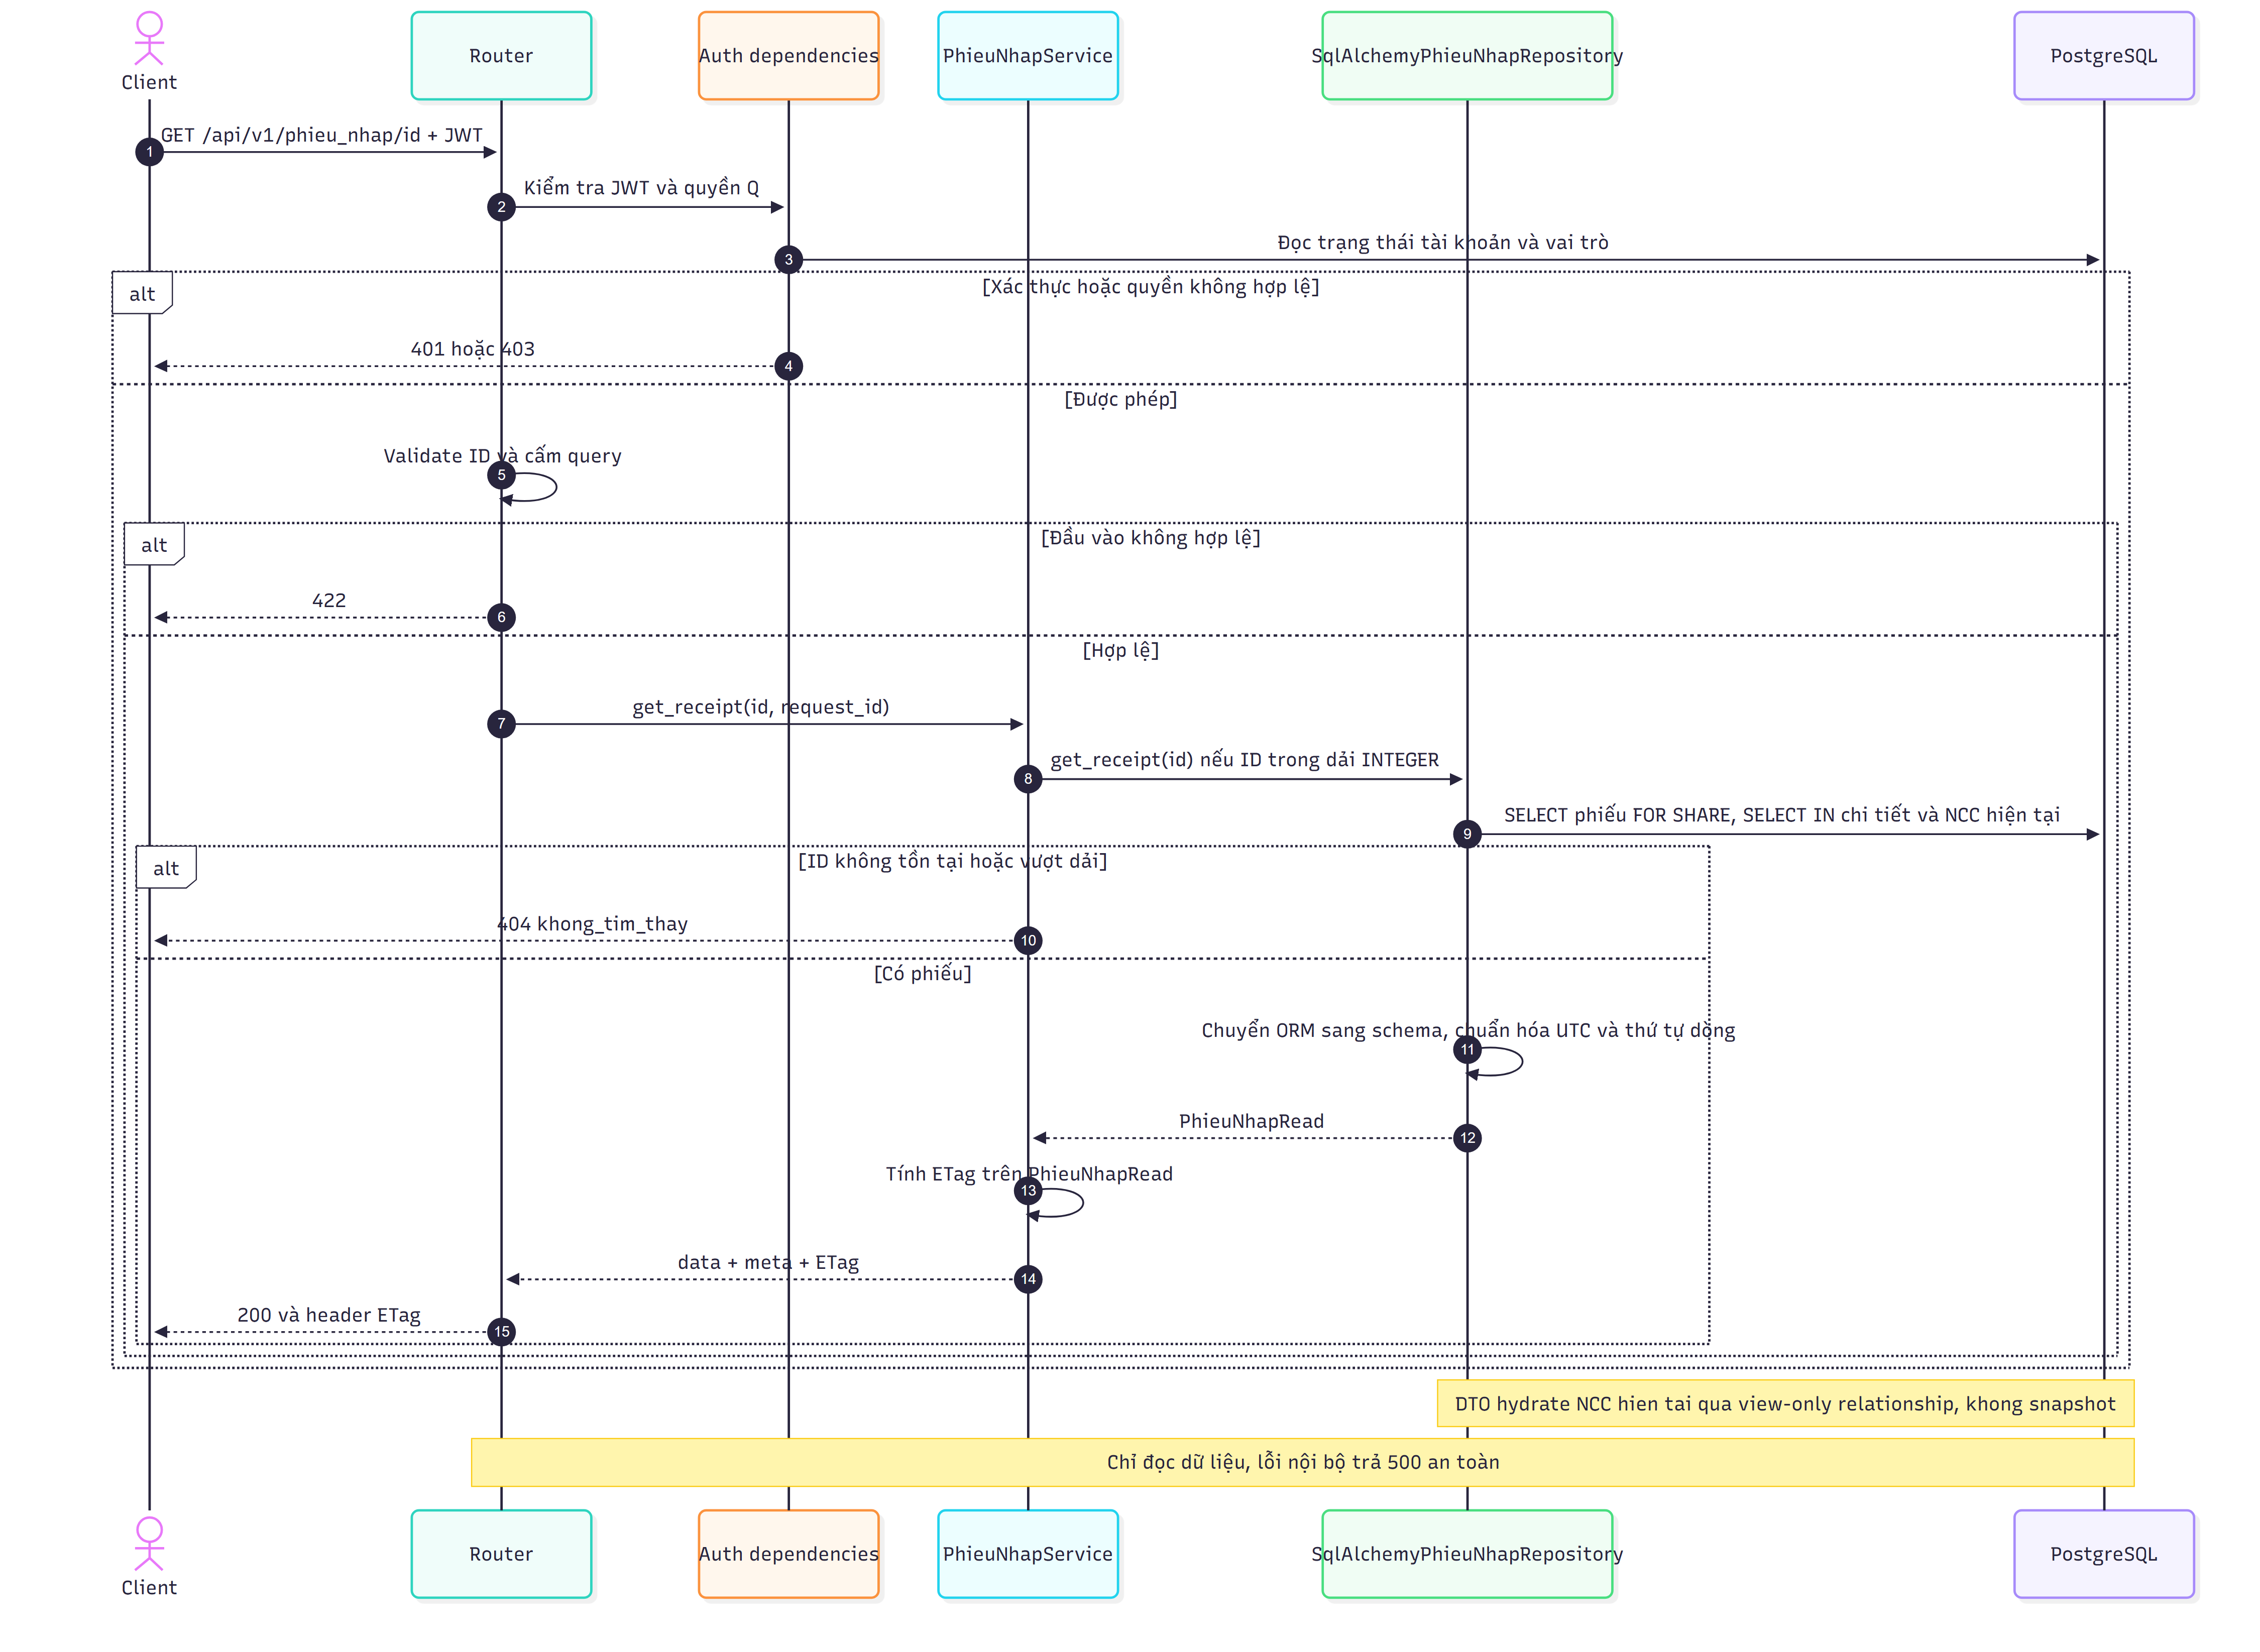 Client
Router
Auth dependencies
PhieuNhapService
SqlAlchemyPhieuNhapRepository
PostgreSQL
GET /api/v1/phieu_nhap/id + JWT
1
Kiểm tra JWT và quyền Q
2
Đọc trạng thái tài khoản và vai trò
3
alt
[Xác thực hoặc quyền không hợp lệ]
401 hoặc 403
4
[Được phép]
Validate ID và cấm query
5
alt
[Đầu vào không hợp lệ]
422
6
[Hợp lệ]
get_receipt(id, request_id)
7
get_receipt(id) nếu ID trong dải INTEGER
8
SELECT phiếu FOR SHARE, SELECT IN chi tiết và NCC hiện tại
9
alt
[ID không tồn tại hoặc vượt dải]
404 khong_tim_thay
10
[Có phiếu]
Chuyển ORM sang schema, chuẩn hóa UTC và thứ tự dòng
11
PhieuNhapRead
12
Tính ETag trên PhieuNhapRead
13
data + meta + ETag
14
200 và header ETag
15
DTO hydrate NCC hien tai qua view-only relationship, khong snapshot
Chỉ đọc dữ liệu, lỗi nội bộ trả 500 an toàn
Client
Router
Auth dependencies
PhieuNhapService
SqlAlchemyPhieuNhapRepository
PostgreSQL